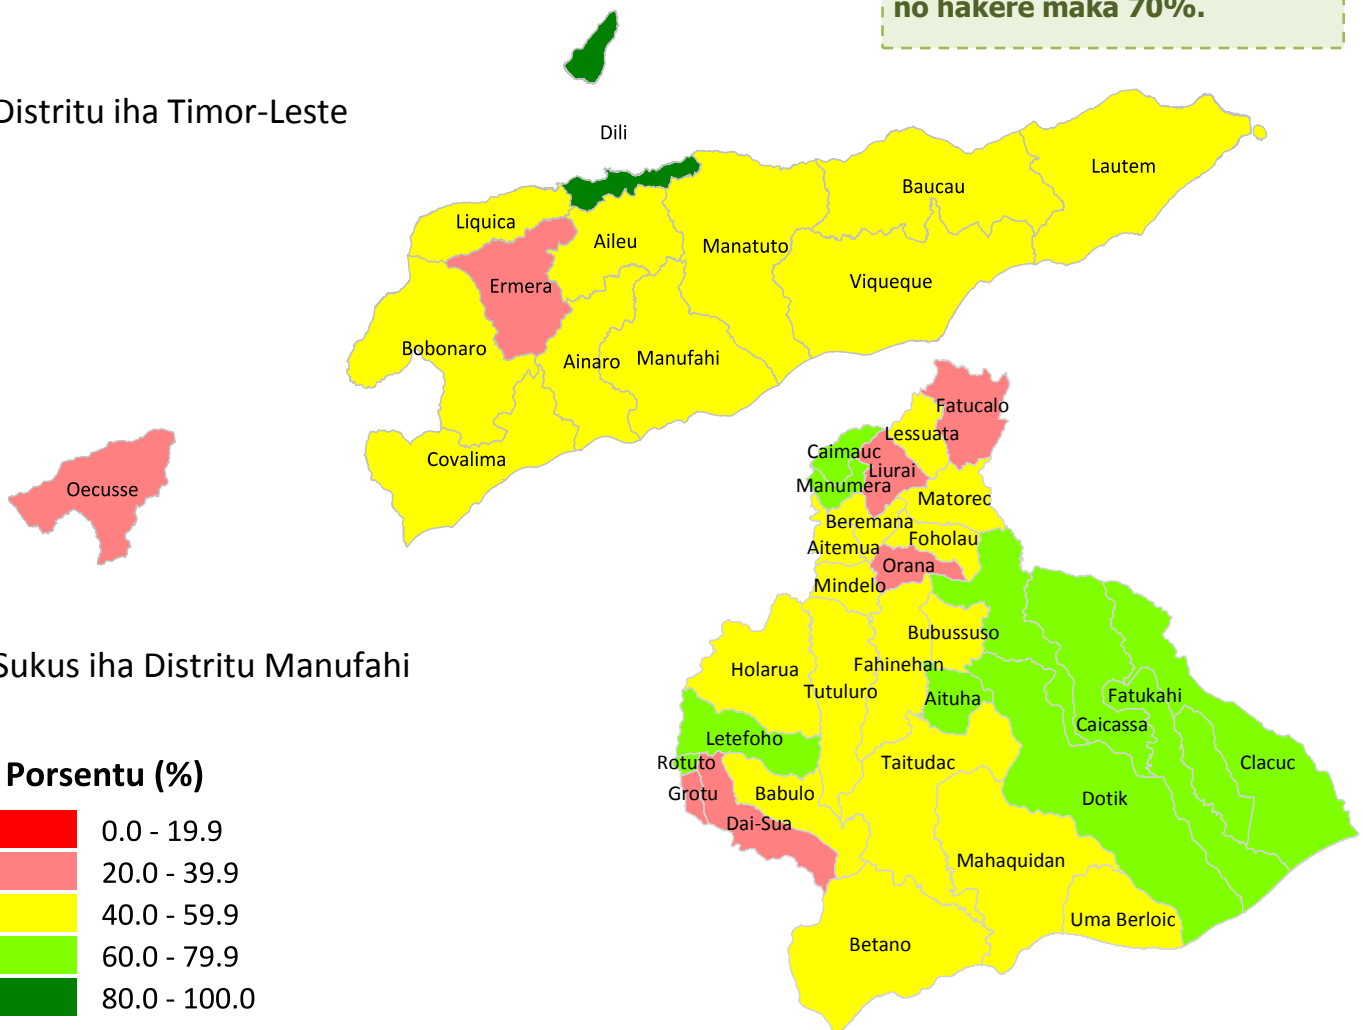 no hakere maka 70%.
Distritu iha Timor-Leste
Dili
Lautem
Baucau
Liquica
Aileu
Manatuto
Viqueque
Ermera
Bobonaro
Ainaro
Manufahi
Covalima
Oecusse
Fatucalo
Lessuata
Caimauc
Liurai
Manumera
Matorec
Beremana
Foholau
Aitemua
Orana
Mindelo
Bubussuso
Sukus iha Distritu Manufahi
Holarua
Fahinehan
Tutuluro
Aituha
Fatukahi
Caicassa
Letefoho
Rotuto
Taitudac
Clacuc
Grotu
Babulo
Dotik
Dai-Sua
Mahaquidan
Uma Berloic
Betano
Porsentu (%)
0.0 - 19.9
20.0 - 39.9
40.0 - 59.9
60.0 - 79.9
80.0 - 100.0